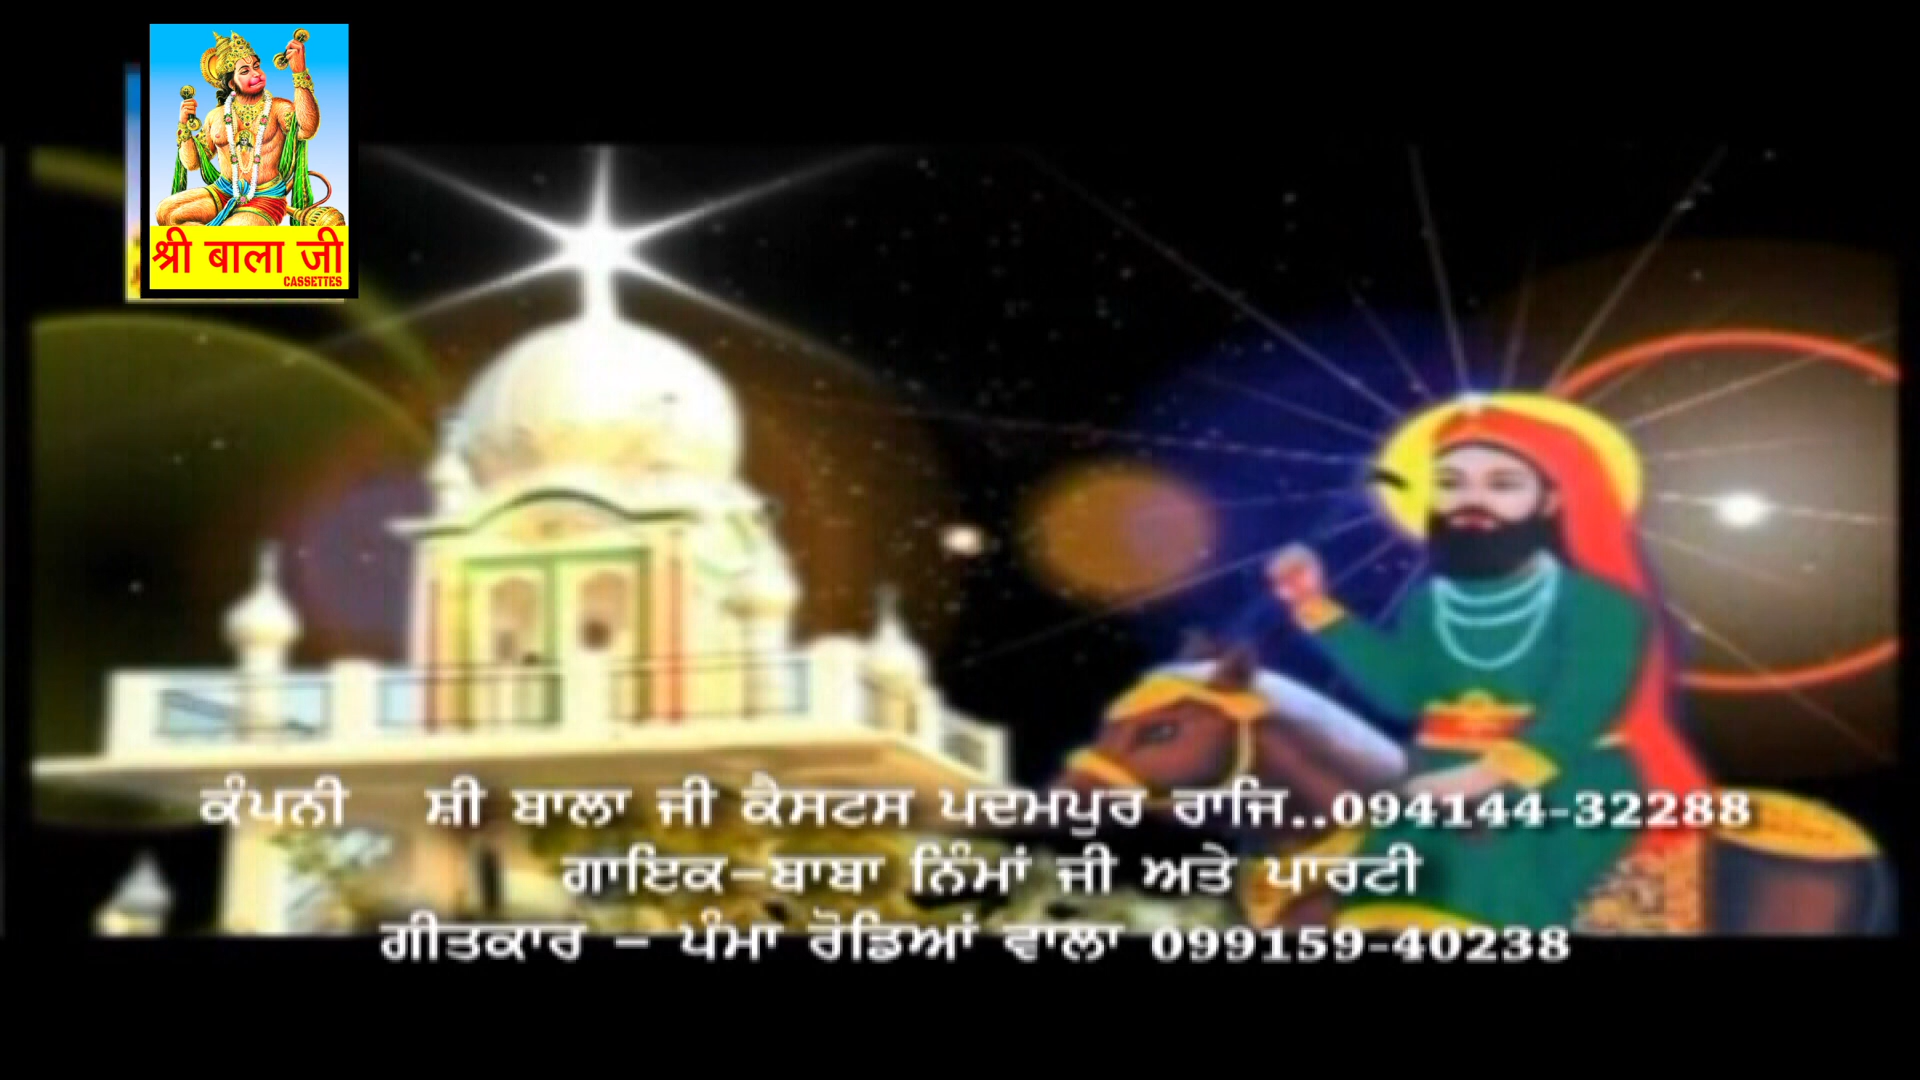 श्री बाला जी
CASSETTES
ਕੰਪਨੀ ਸ਼੍ਰੀ ਬਾਲਾ ਜੀ ਕੈਸਟਸ ਪਦਮਪੁਰ ਰਾਜਿ..094144-32288
ਗਾਇਕ-ਬਾਬਾ ਨਿੰਮਾਂ ਜੀ ਅਤੇ ਪਾਰਟੀ
ਗੀਤਕਾਰ - ਪੰਮਾ ਰੋਡਿਆਂ ਵਾਲਾ 099159-40238